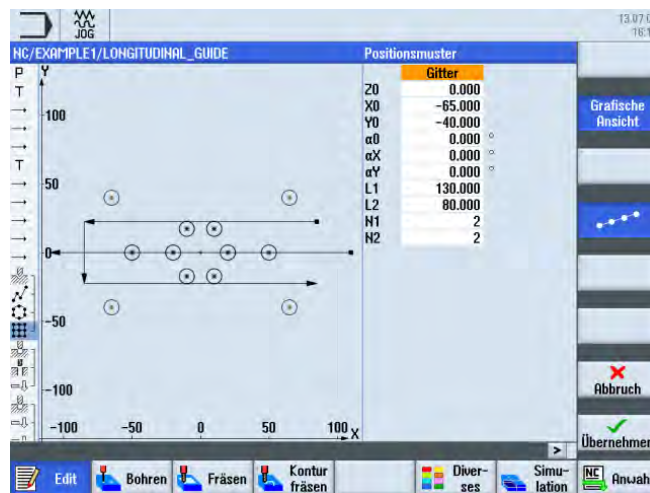 JOG
13.07.0
16:1
NC/EXAMPLE1/LONGITUDINAL_GUIDE
Positionsmuster
P
Y
T
T
100
50
0
-50
-100
-100 -50 0 50 100 X
Gitter
Z0 0.000
X0 -65.000
Y0 -40.000
α0 0.000 °
αX 0.000 °
αY 0.000 °
L1 130.000
L2 80.000
N1 2
N2 2
Grafische
Ansicht
Abbruch
Übernehmen
>
Edit
Bohren
Fräsen
Kontur
fräsen
Diver-
ses
Simu-
lation
NC
Anwah